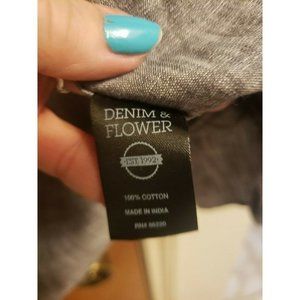 DENIM &
FLOWER
EST. 1992
100% COTTON
MADE IN INDIA